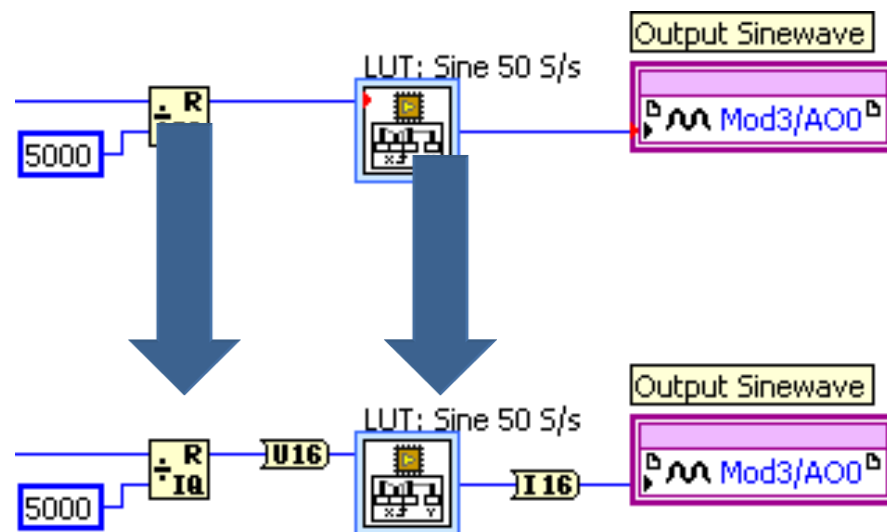 Output Sinewave
LUT: Sine 50 S/s
R
Mod3/AO0
5000
x
Output Sinewave
LUT: Sine 50 S/s
R
U16
IQ
Mod3/AO0
I16
5000
x Y